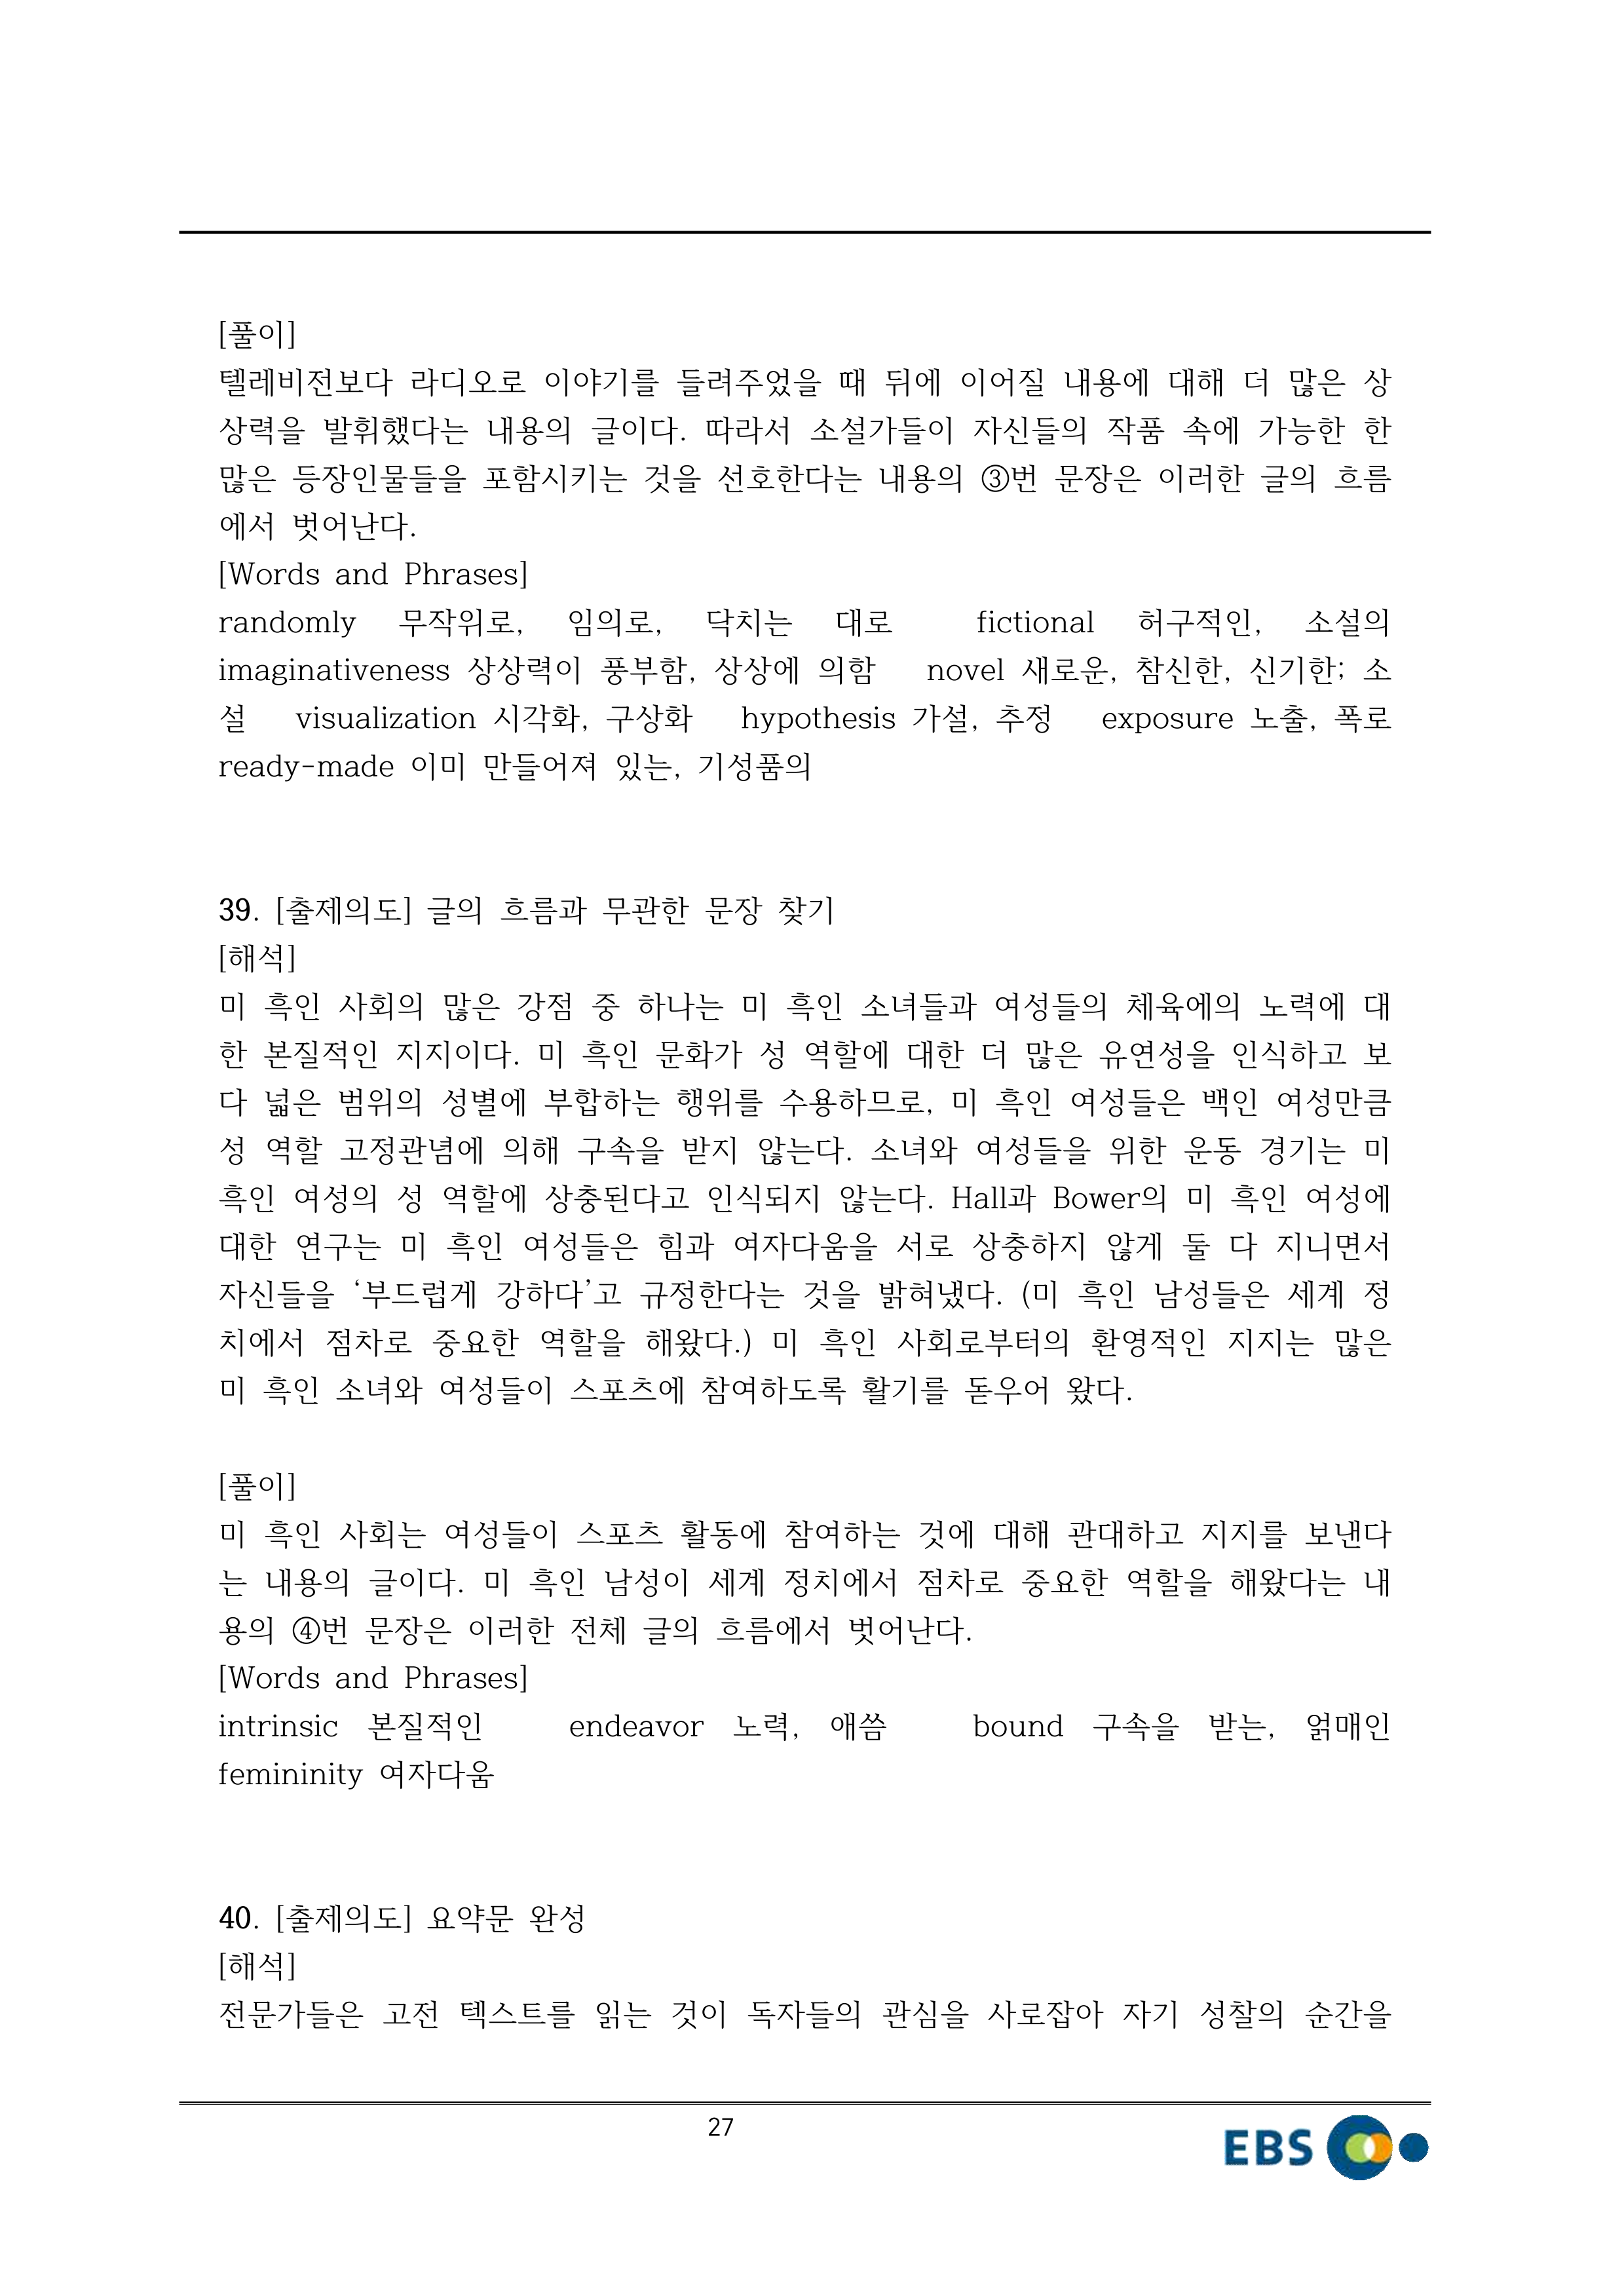 [풀이]
텔레비전보다 라디오로 이야기를 들려주었을 때 뒤에 이어질 내용에 대해 더 많은 상
상력을 발휘했다는 내용의 글이다. 따라서 소설가들이 자신들의 작품 속에 가능한 한
많은 등장인물들을 포함시키는 것을 선호한다는 내용의 ③번 문장은 이러한 글의 흐름
에서 벗어난다.
[Words and Phrases]
randomly 무작위로, 임의로, 닥치는 대로 fictional 허구적인, 소설의
imaginativeness 상상력이 풍부함, 상상에 의함 novel 새로운, 참신한, 신기한; 소
설 visualization 시각화, 구상화 hypothesis 가설, 추정 exposure 노출, 폭로
ready-made 이미 만들어져 있는, 기성품의
39. [출제의도] 글의 흐름과 무관한 문장 찾기
[해석]
미 흑인 사회의 많은 강점 중 하나는 미 흑인 소녀들과 여성들의 체육에의 노력에 대
한 본질적인 지지이다. 미 흑인 문화가 성 역할에 대한 더 많은 유연성을 인식하고 보
다 넓은 범위의 성별에 부합하는 행위를 수용하므로, 미 흑인 여성들은 백인 여성만큼
성 역할 고정관념에 의해 구속을 받지 않는다. 소녀와 여성들을 위한 운동 경기는 미
흑인 여성의 성 역할에 상충된다고 인식되지 않는다. Hall과 Bower의 미 흑인 여성에
대한 연구는 미 흑인 여성들은 힘과 여자다움을 서로 상충하지 않게 둘 다 지니면서
자신들을 ‘부드럽게 강하다’고 규정한다는 것을 밝혀냈다. (미 흑인 남성들은 세계 정
치에서 점차로 중요한 역할을 해왔다.) 미 흑인 사회로부터의 환영적인 지지는 많은
미 흑인 소녀와 여성들이 스포츠에 참여하도록 활기를 돋우어 왔다.
[풀이]
미 흑인 사회는 여성들이 스포츠 활동에 참여하는 것에 대해 관대하고 지지를 보낸다
는 내용의 글이다. 미 흑인 남성이 세계 정치에서 점차로 중요한 역할을 해왔다는 내
용의 ④번 문장은 이러한 전체 글의 흐름에서 벗어난다.
[Words and Phrases]
intrinsic 본질적인 endeavor 노력, 애씀 bound 구속을 받는, 얽매인
femininity 여자다움
40. [출제의도] 요약문 완성
[해석]
전문가들은 고전 텍스트를 읽는 것이 독자들의 관심을 사로잡아 자기 성찰의 순간을
27
EBS